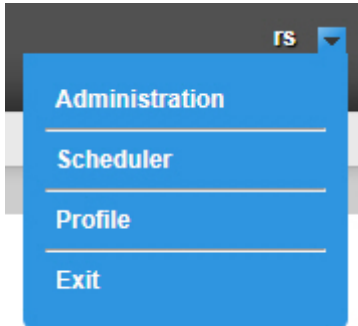 rs
Administration
Scheduler
Profile
Exit